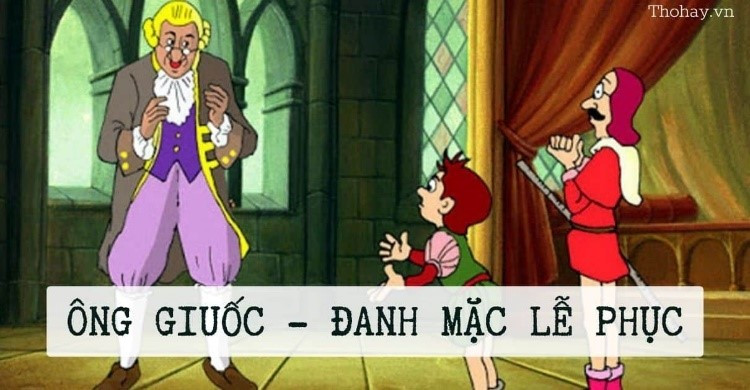 Thohay.vn
ÔNG GIUỐC – ĐANH MẶC LỄ PHỤC